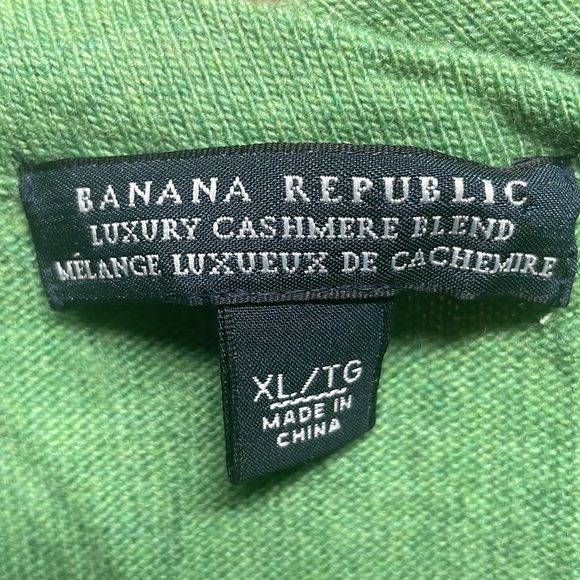 BANANA REPUBLIC
LUXURY CASHMERE BLEND
MÉLANGE LUXUEUX DE CACHEMIRE
XL/TG
MADE IN
CHINA